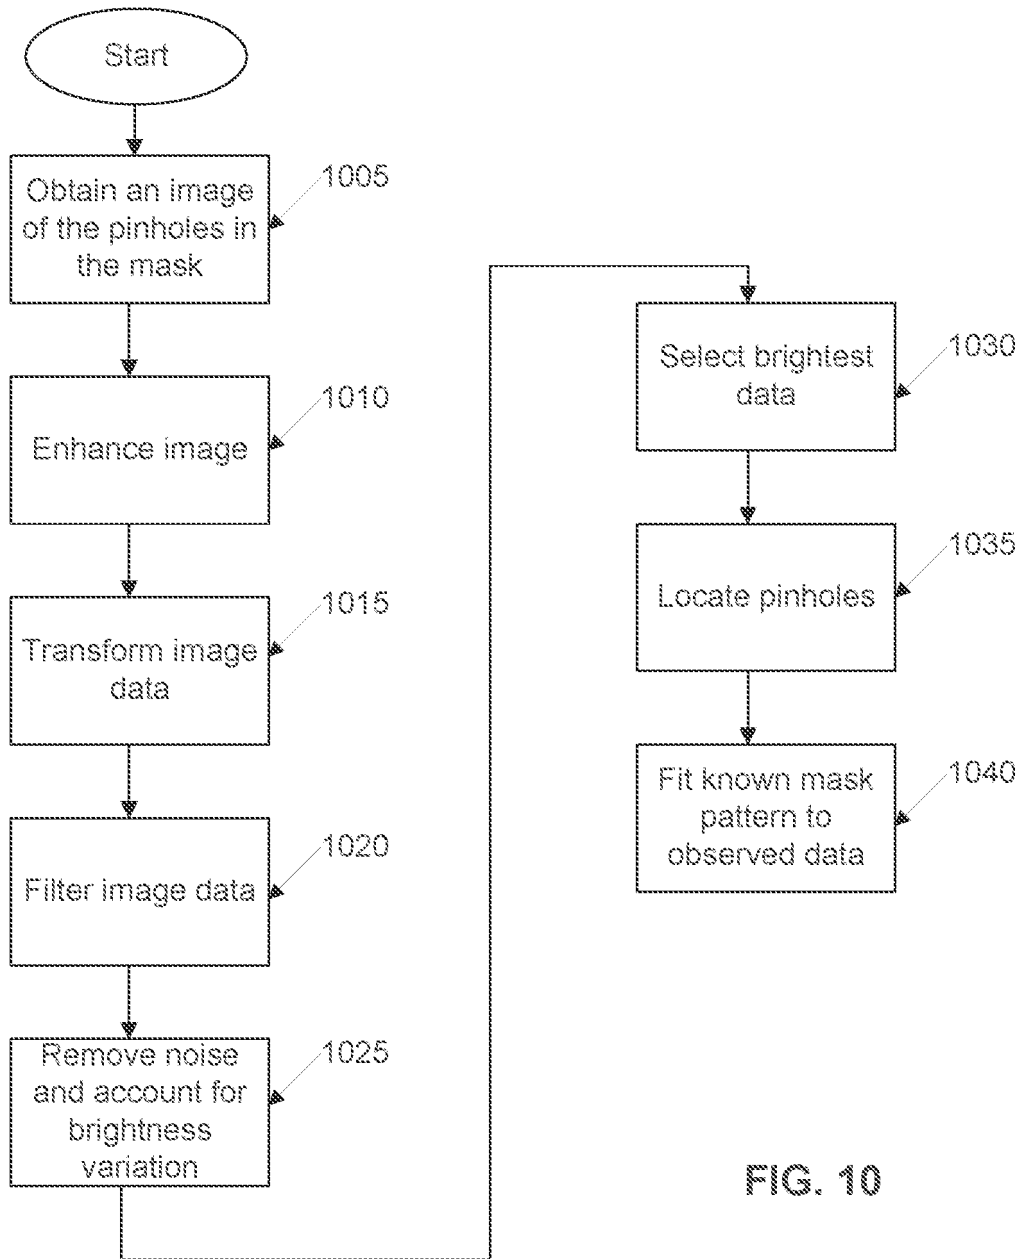 Start
Obtain an image
of the pinholes in
the mask
1005
Enhance image
1010
Transform image
data
1015
Filter image data
1020
Remove noise
and account for
brightness
variation
1025
Select brightest
data
1030
Locate pinholes
1035
Fit known mask
pattern to
observed data
1040
FIG. 10